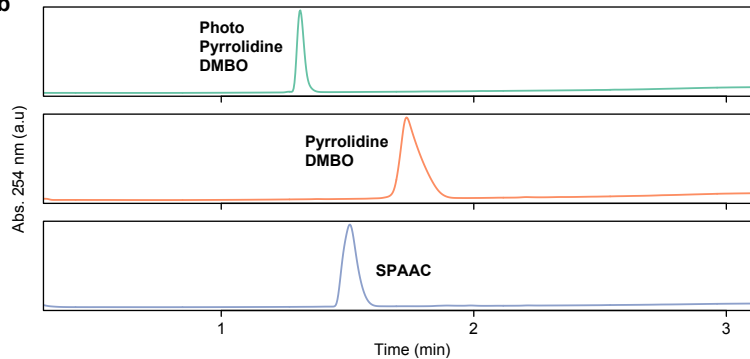 b
Photo
Pyrrolidine
DMBO
Pyrrolidine
DMBO
SPAAC
Abs. 254 nm (a.u)
1
2
3
Time (min)